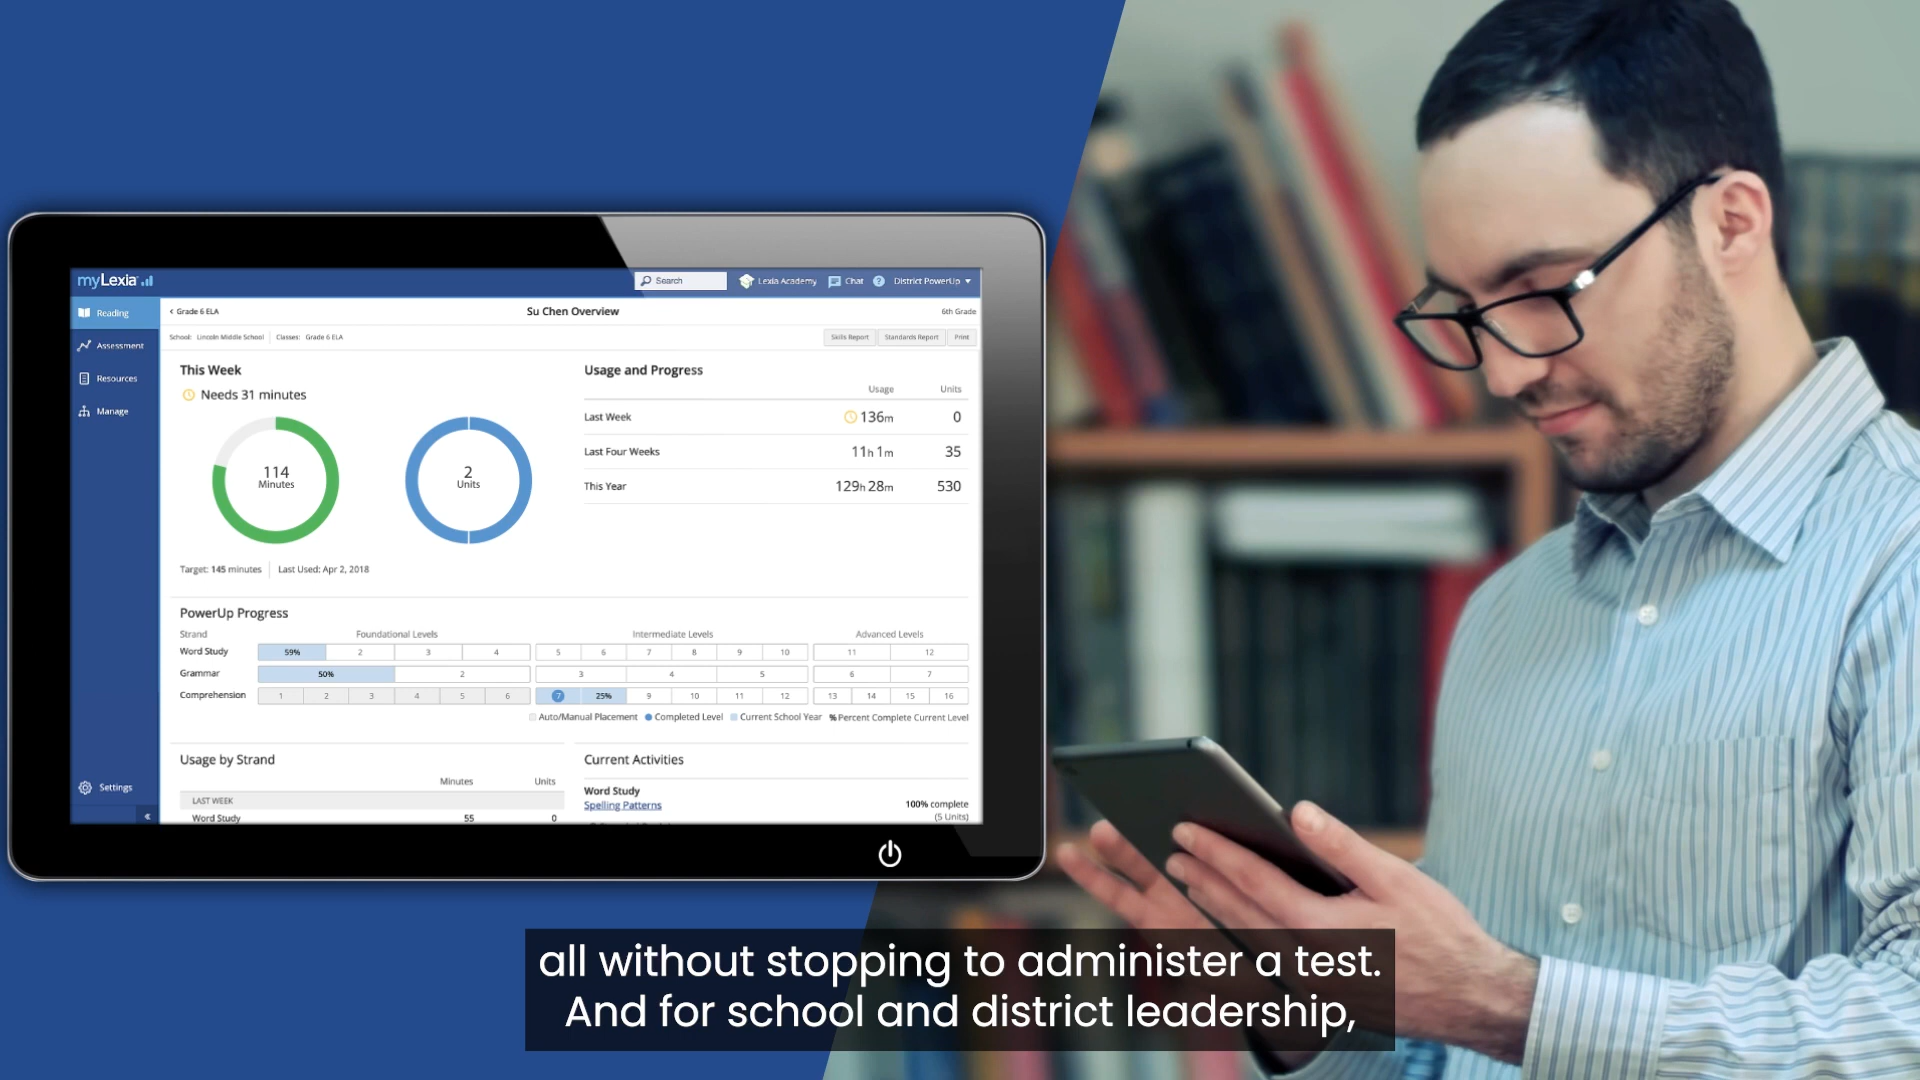 myLexia
Search
Lexia Academy
Chat
?
District PowerUp
Reading
Assessment
Resources
Manage
Settings
«
‹ Grade 6 ELA
Su Chen Overview
6th Grade
School: Lincoln Middle School
Classes: Grade 6 ELA
Skills Report
Standards Report
Print
This Week
Needs 31 minutes
114
Minutes
2
Units
Target: 145 minutes
Last Used: Apr 2, 2018
Usage and Progress
Usage Units
Last Week 136m 0
Last Four Weeks 11h 1m 35
This Year 129h 28m 530
PowerUp Progress
Strand Foundational Levels Intermediate Levels Advanced Levels
Word Study 59% 2 3 4 5 6 7 8 9 10 11 12
Grammar 50% 2 3 4 5 6 7
Comprehension 1 2 3 4 5 6 7 25% 9 10 11 12 13 14 15 16
Auto/Manual Placement Completed Level Current School Year % Percent Complete Current Level
Usage by Strand
Minutes Units
LAST WEEK
Word Study 55 0
Current Activities
Word Study
Spelling Patterns 100% complete
(5 Units)
all without stopping to administer a test.
And for school and district leadership,